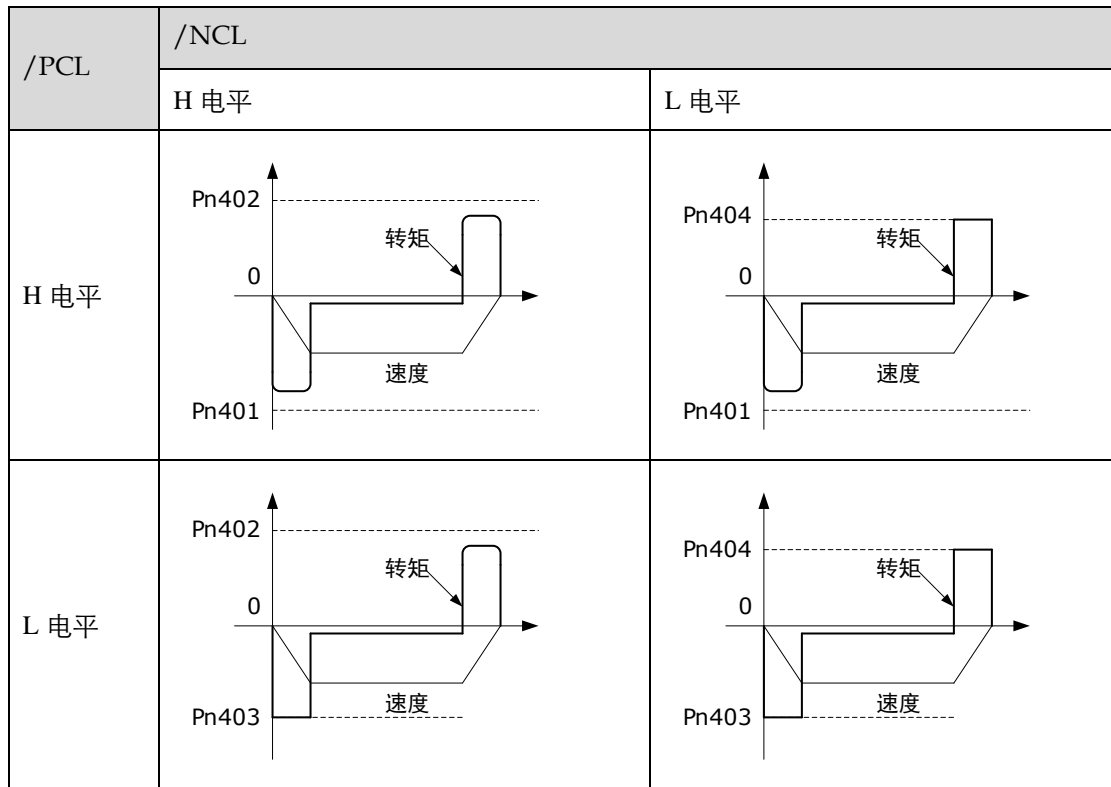 /PCL
/NCL
H 电平
L 电平
H 电平
Pn402
转矩
0
速度
Pn401
Pn404
转矩
0
速度
Pn401
L 电平
Pn402
转矩
0
速度
Pn403
Pn404
转矩
0
速度
Pn403